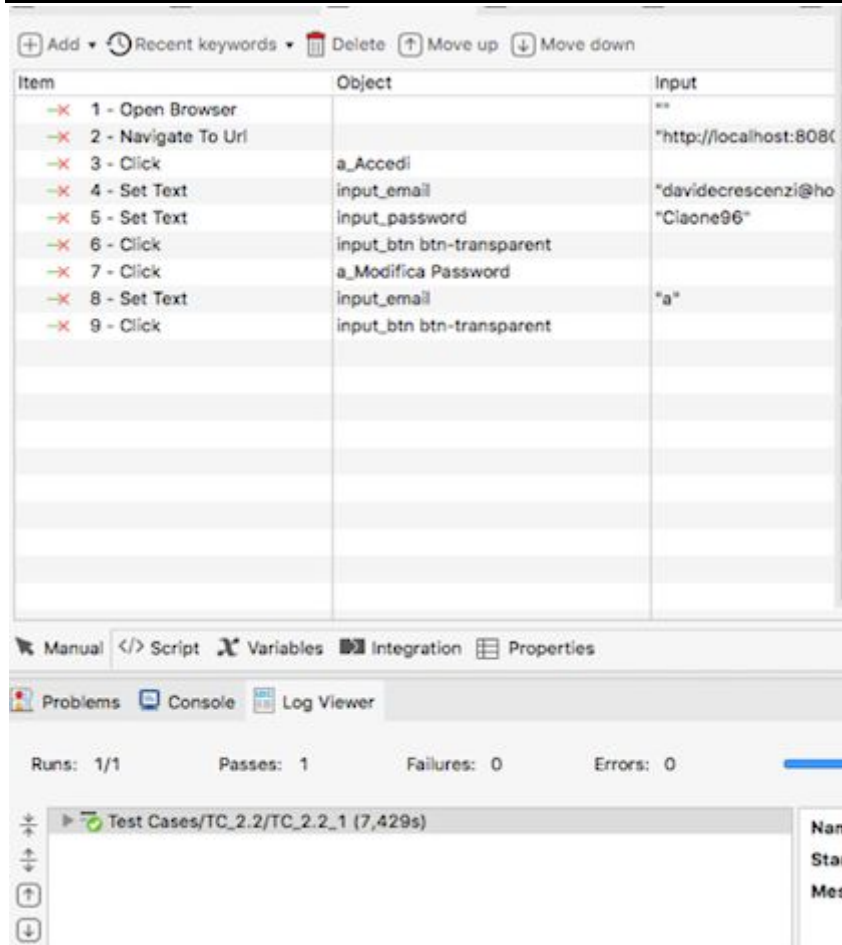 Add Recent keywords Delete Move up Move down
Item Object Input
1 - Open Browser ""
2 - Navigate To Url "http://localhost:808(
3 - Click a_Accedi
4 - Set Text input_email "davidecrescenzi@ho
5 - Set Text input_password "Ciaone96"
6 - Click input_btn btn-transparent
7 - Click a_Modifica Password
8 - Set Text input_email "a"
9 - Click input_btn btn-transparent
Manual </> Script X Variables Integration Properties
Problems Console Log Viewer
Runs: 1/1 Passes: 1 Failures: 0 Errors: 0
Test Cases/TC_2.2/TC_2.2_1 (7,429s)
Nam
Star
Mes